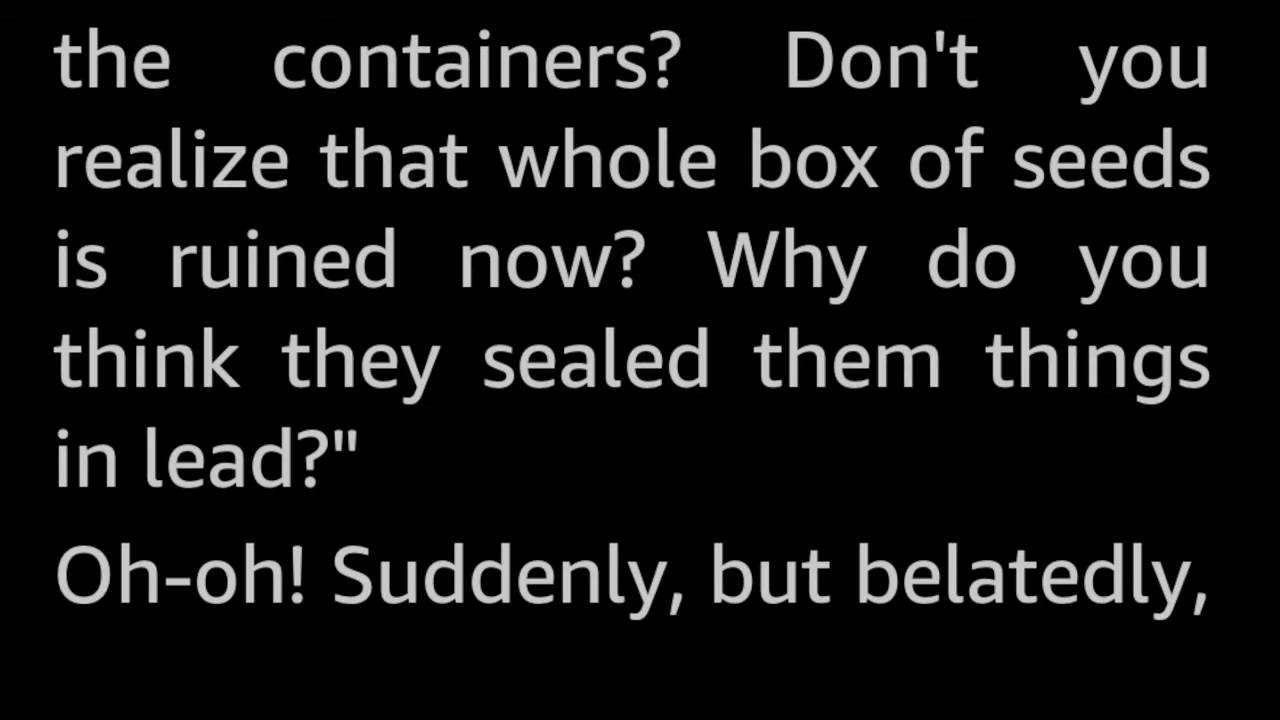 the containers? Don't you
realize that whole box of seeds
is ruined now? Why do you
think they sealed them things
in lead?"
Oh-oh! Suddenly, but belatedly,